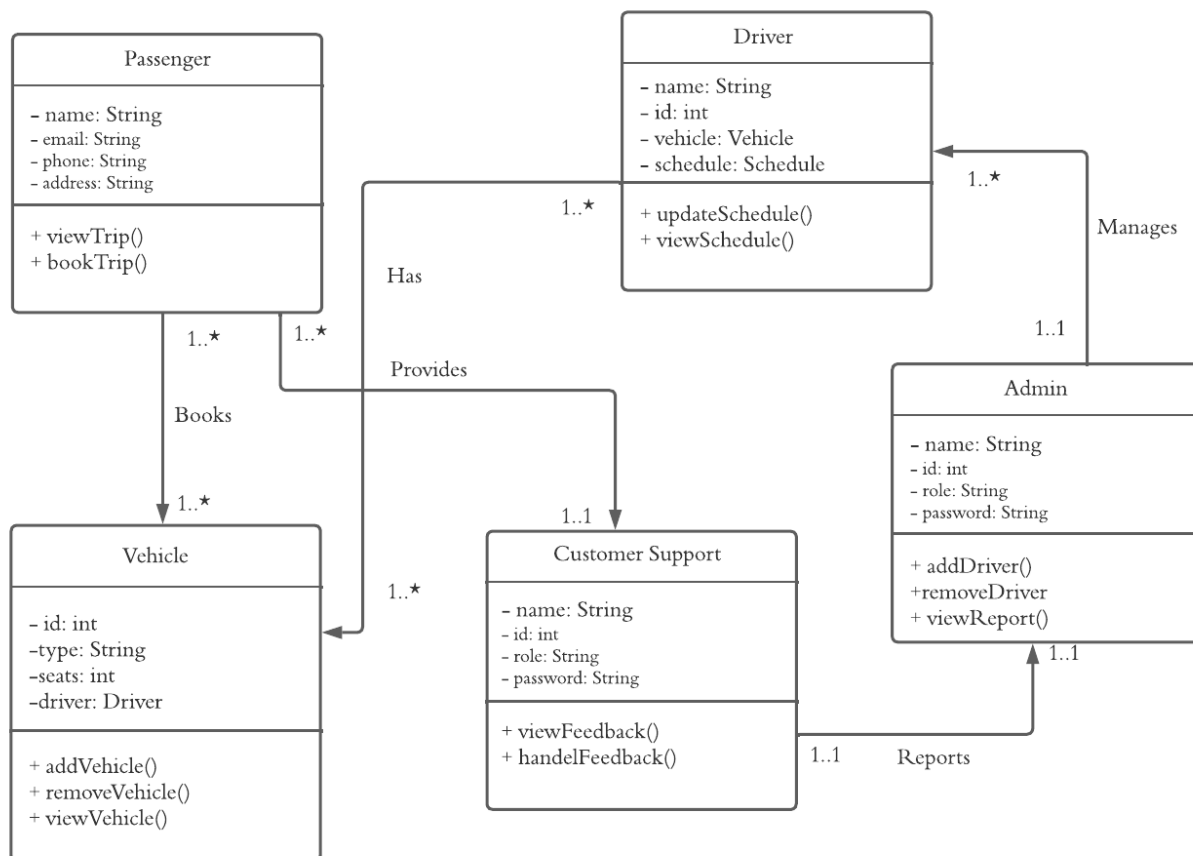 Passenger
- name: String
- email: String
- phone: String
- address: String
+ viewTrip()
+ bookTrip()
Driver
- name: String
- id: int
- vehicle: Vehicle
- schedule: Schedule
+ updateSchedule()
+ viewSchedule()
1..*
1..*
Manages
1..1
Has
1..*
1..*
Provides
Books
1..*
1..1
1..*
Admin
- name: String
- id: int
- role: String
- password: String
+ addDriver()
+removeDriver
+ viewReport()
1..1
Vehicle
- id: int
-type: String
-seats: int
-driver: Driver
+ addVehicle()
+ removeVehicle()
+ viewVehicle()
Customer Support
- name: String
- id: int
- role: String
- password: String
+ viewFeedback()
+ handelFeedback()
1..1
Reports